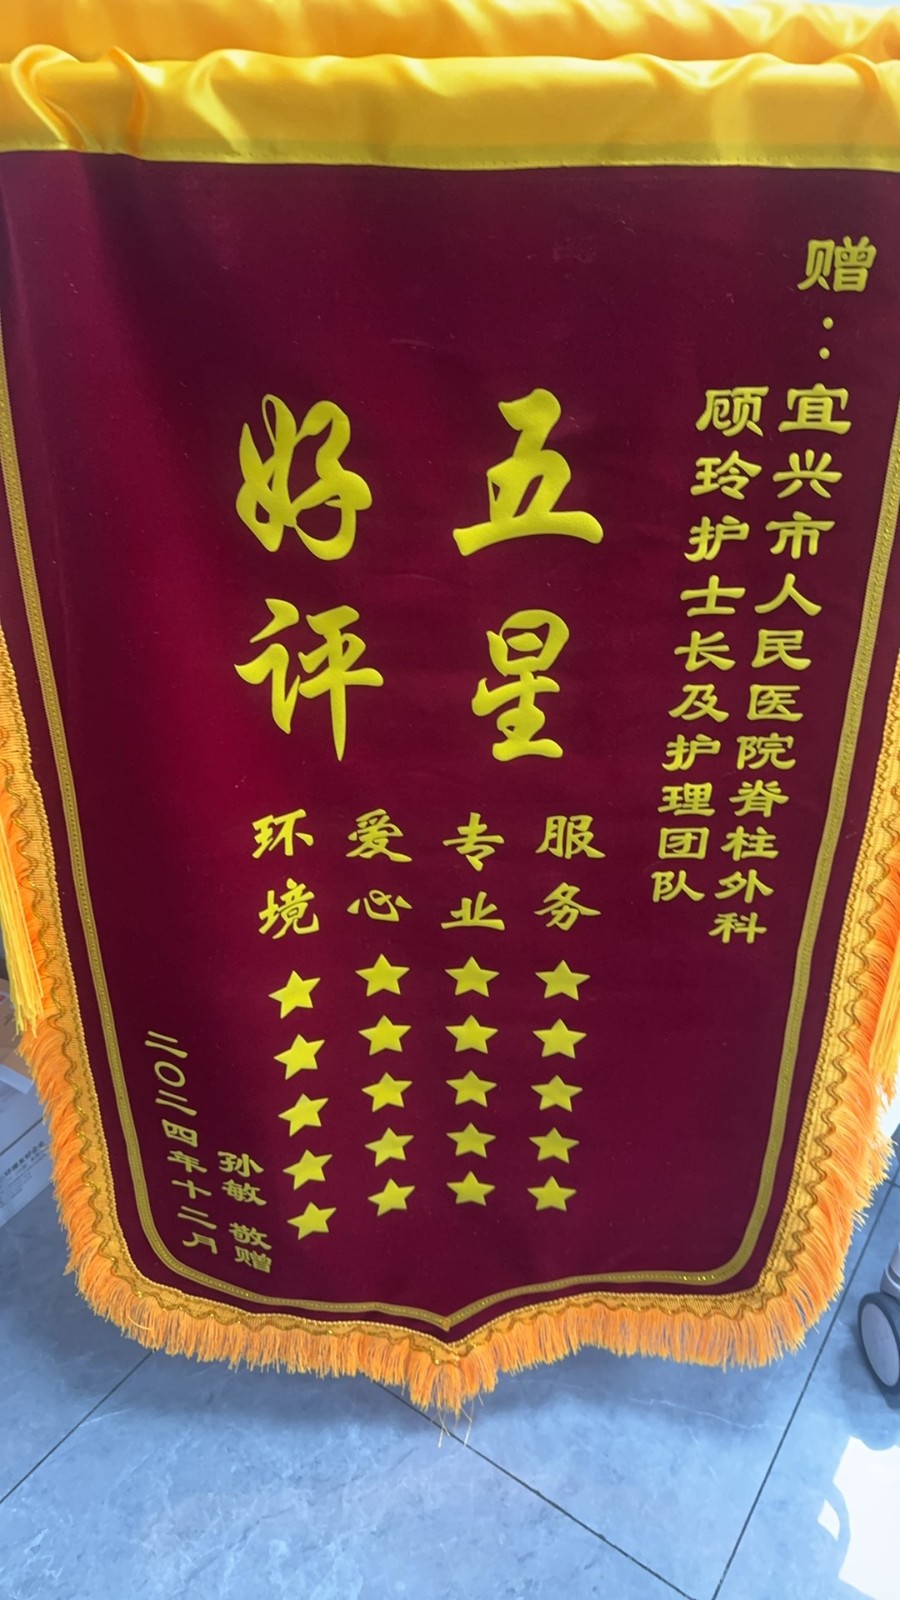 赠：宜兴市人民医院脊柱外科
顾玲护士长及护理团队
五星
好评
服务★★★★★
专业★★★★★
爱心★★★★★
环境★★★★★
孙敏 敬赠
二〇二四年十二月